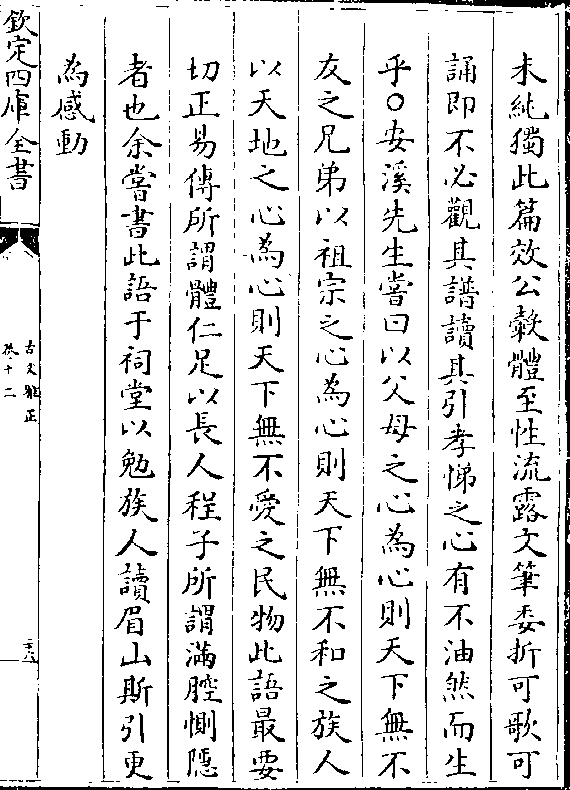 未純獨此篇效公穀體至性流露文筆委折可歌可
誦即不必觀其譜讀其引孝悌之心有不油然而生
乎○安溪先生嘗曰以父母之心為心則天下無不
友之兄弟以祖宗之心為心則天下無不和之族人
以天地之心為心則天下無不愛之民物此語最要
切正易傳所謂體仁足以長人程子所謂滿腔惻隱
者也余嘗書此語于祠堂以勉族人讀眉山斯引更
為感動
欽定四庫全書
古文雅正
卷十二